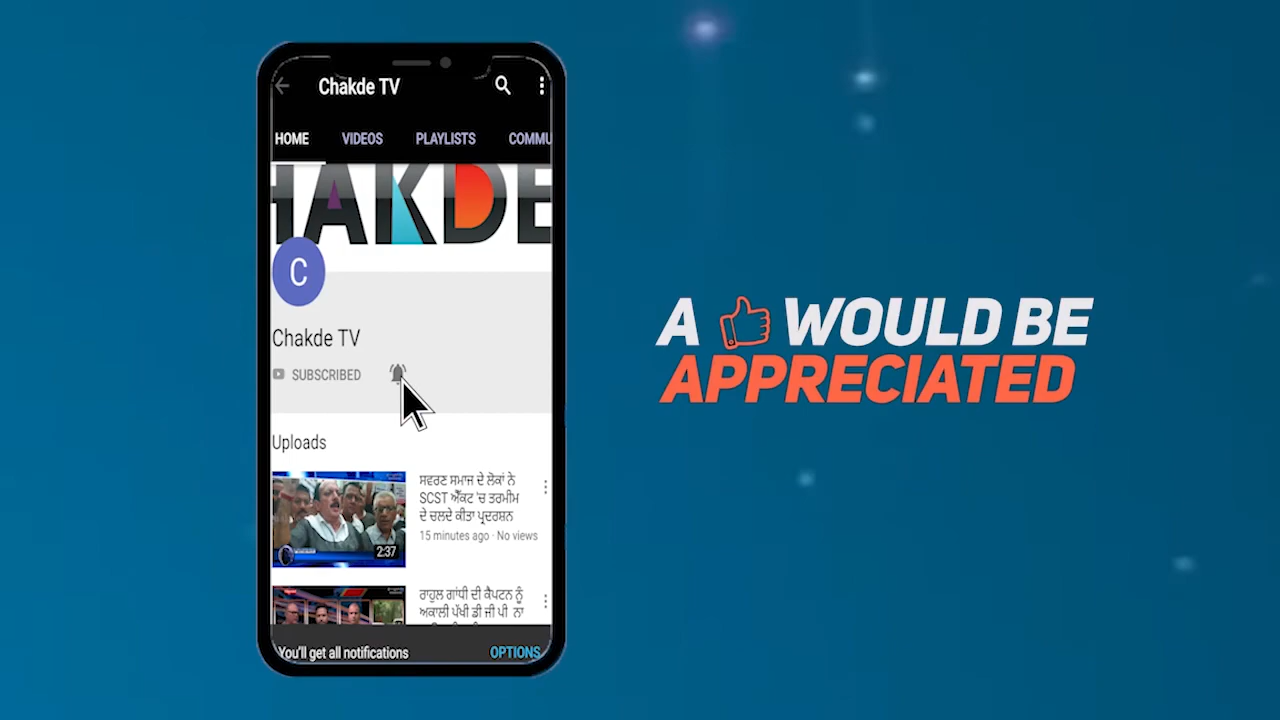 Chakde TV
HOME VIDEOS PLAYLISTS COMMU
HAKDE
C
Chakde TV
SUBSCRIBED
Uploads
ਸਵਰਣ ਸਮਾਜ ਦੇ ਲੋਕਾਂ ਨੇ
SCST ਐਕਟ 'ਚ ਤਰਮੀਮ
ਦੇ ਚਲਦੇ ਕੀਤਾ ਪ੍ਰਦਰਸ਼ਨ
15 minutes ago · No views
2:37
ਰਾਹੁਲ ਗਾਂਧੀ ਦੀ ਕੈਪਟਨ ਨੂੰ
ਅਕਾਲੀ ਪੱਖੀ ਡੀ ਜੀ ਪੀ ਨਾ
You'll get all notifications OPTIONS
A WOULD BE
APPRECIATED